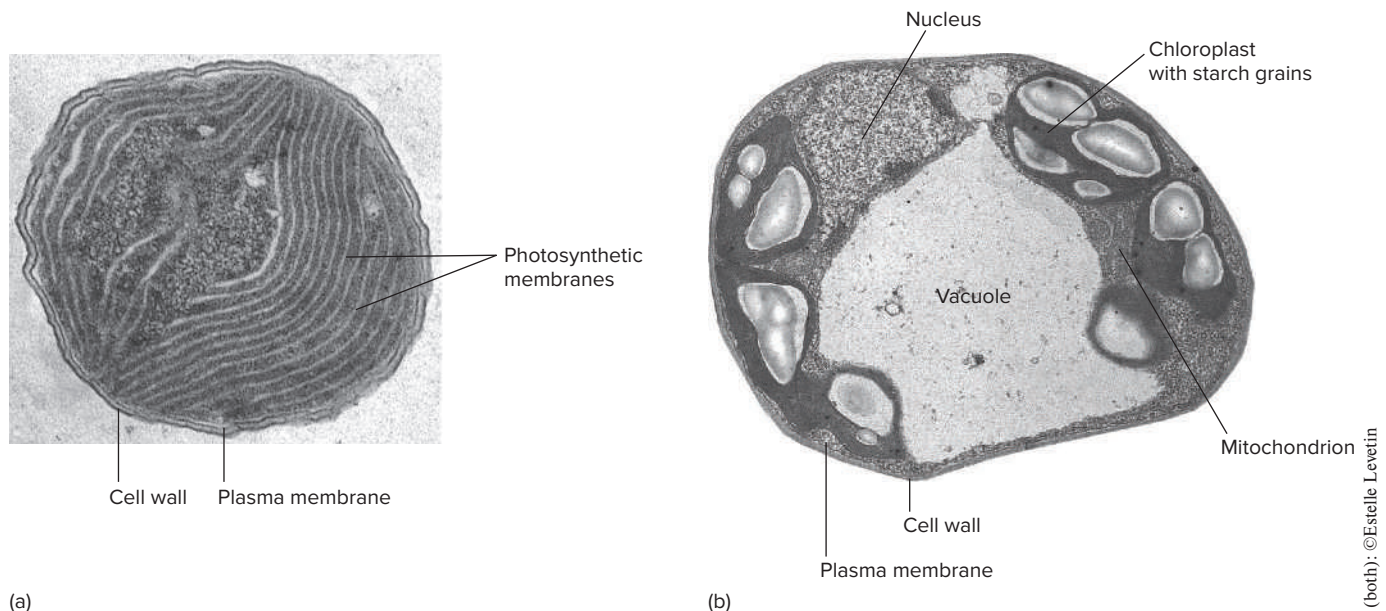 Nucleus
Chloroplast
with starch grains
Photosynthetic
membranes
Vacuole
Mitochondrion
Cell wall
Plasma membrane
Cell wall
Plasma membrane
(a)
(b)
(both): ©Estelle Levetin